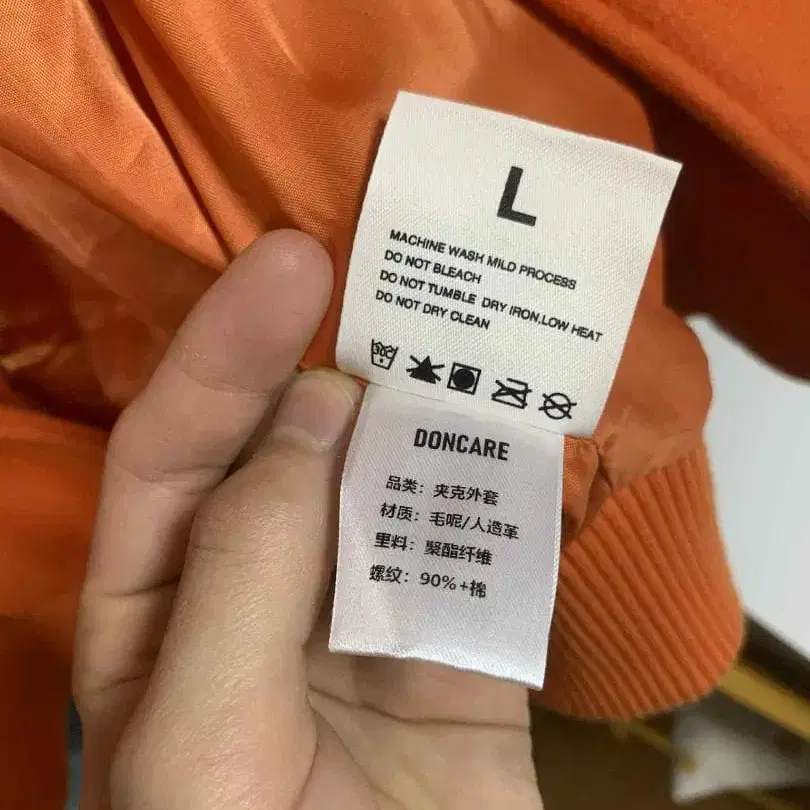 L
MACHINE WASH MILD PROCESS
DO NOT BLEACH
DO NOT TUMBLE DRY IRON,LOW HEAT
DO NOT DRY CLEAN
30C
DONCARE
品类：夹克外套
材质：毛呢/人造革
里料：聚酯纤维
螺纹：90%+棉